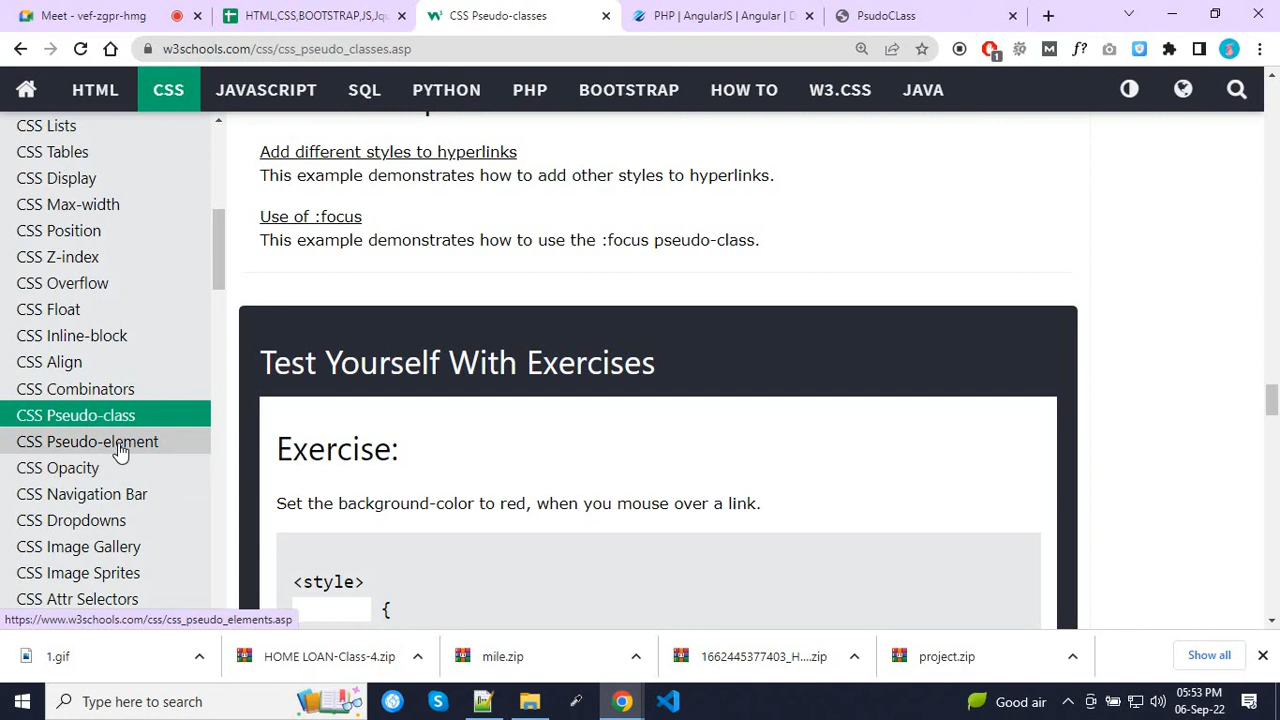 Meet - vef-zgpr-hmg
HTML,CSS,BOOTSTRAP,JS,Jqu
CSS Pseudo-classes
PHP | AngularJS | Angular | D
PsudoCLass
w3schools.com/css/css_pseudo_classes.asp
1
M
f?
HTML
CSS
JAVASCRIPT
SQL
PYTHON
PHP
BOOTSTRAP
HOW TO
W3.CSS
JAVA
CSS Lists
CSS Tables
CSS Display
CSS Max-width
CSS Position
CSS Z-index
CSS Overflow
CSS Float
CSS Inline-block
CSS Align
CSS Combinators
CSS Pseudo-class
CSS Pseudo-element
CSS Opacity
CSS Navigation Bar
CSS Dropdowns
CSS Image Gallery
CSS Image Sprites
CSS Attr Selectors
Add different styles to hyperlinks
This example demonstrates how to add other styles to hyperlinks.
Use of :focus
This example demonstrates how to use the :focus pseudo-class.
Test Yourself With Exercises
Exercise:
Set the background-color to red, when you mouse over a link.
<style>
{
https://www.w3schools.com/css/css_pseudo_elements.asp
1.gif
HOME LOAN-Class-4.zip
mile.zip
1662445377403_H....zip
project.zip
Show all
Type here to search
Good air
05:53 PM
06-Sep-22